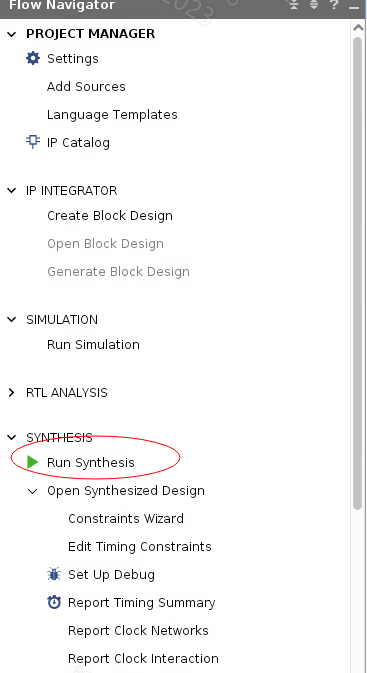 Flow Navigator
?
PROJECT MANAGER
Settings
Add Sources
Language Templates
IP Catalog
IP INTEGRATOR
Create Block Design
Open Block Design
Generate Block Design
SIMULATION
Run Simulation
RTL ANALYSIS
SYNTHESIS
Run Synthesis
Open Synthesized Design
Constraints Wizard
Edit Timing Constraints
Set Up Debug
Report Timing Summary
Report Clock Networks
Report Clock Interaction